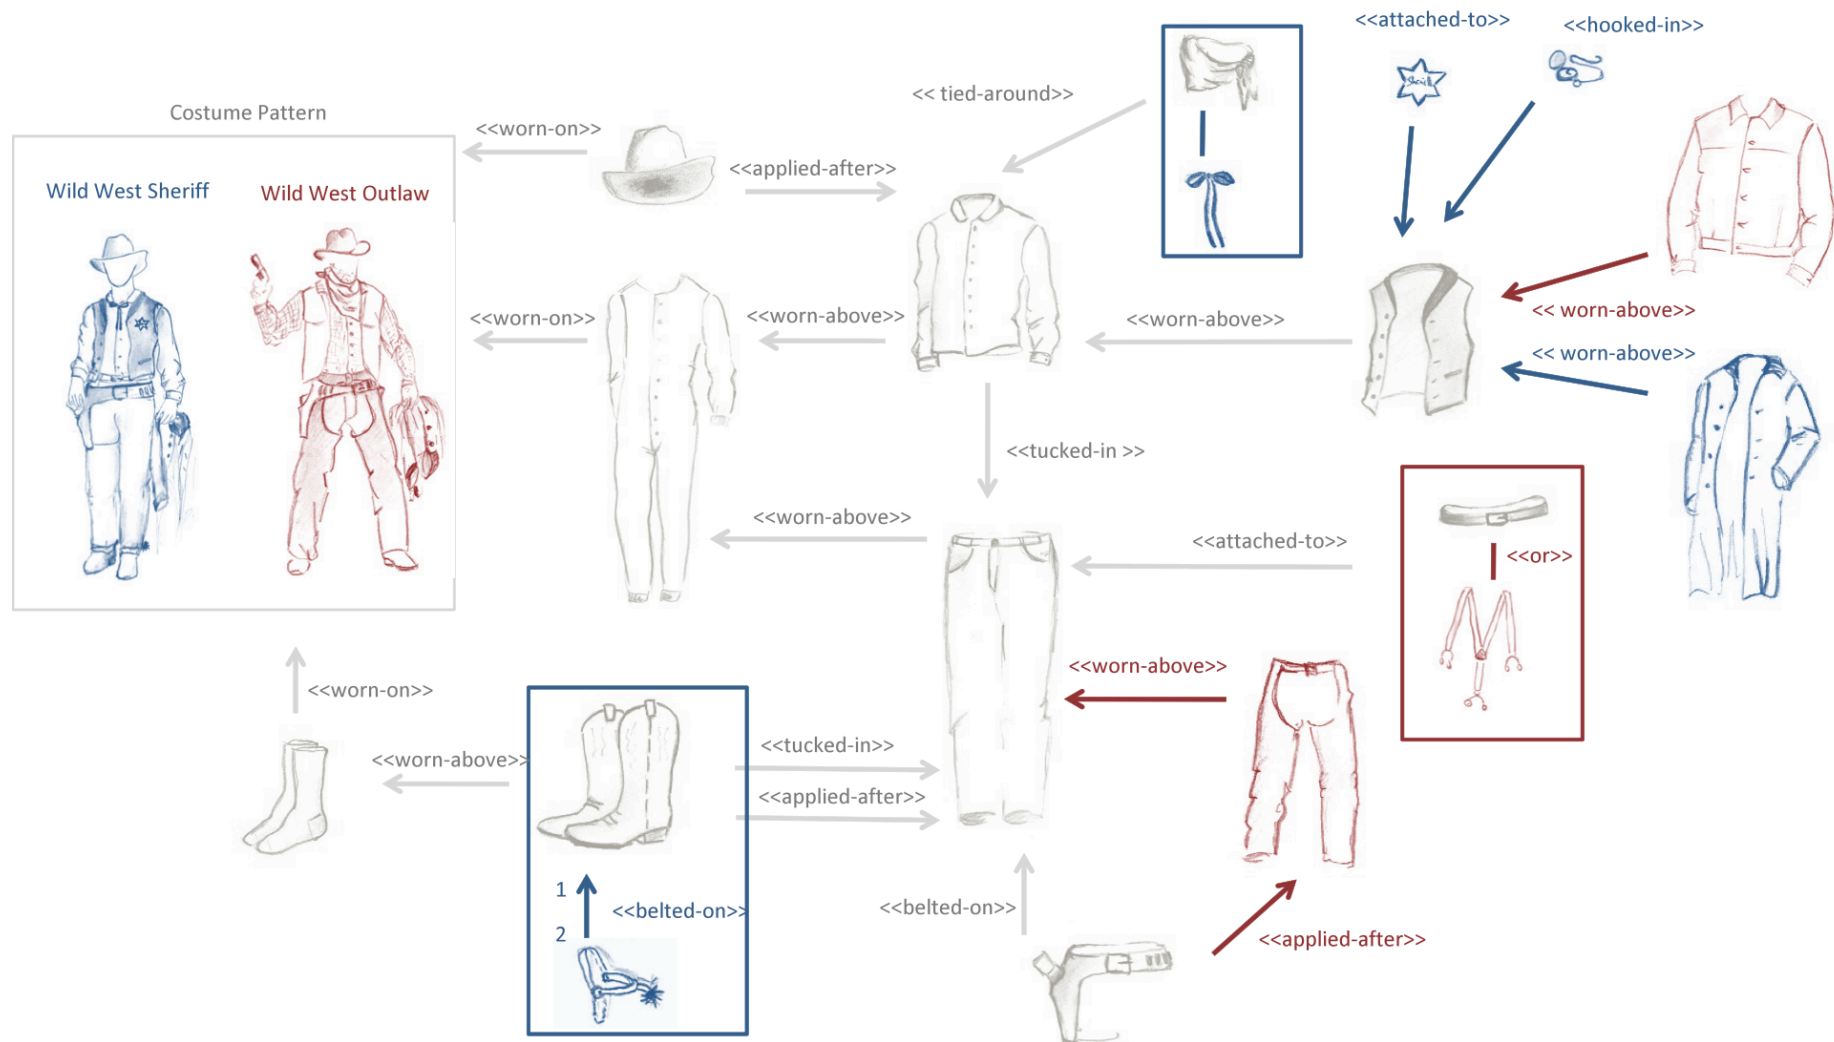 <<attached-to>>
<<hooked-in>>
<< tied-around>>
Costume Pattern
<<worn-on>>
<<applied-after>>
Wild West Sheriff
Wild West Outlaw
<<worn-on>>
<<worn-above>>
<<worn-above>>
<< worn-above>>
<< worn-above>>
<<tucked-in >>
<<worn-above>>
<<attached-to>>
<<or>>
<<worn-above>>
<<worn-on>>
<<worn-above>>
<<tucked-in>>
<<applied-after>>
1
<<belted-on>>
2
<<belted-on>>
<<applied-after>>